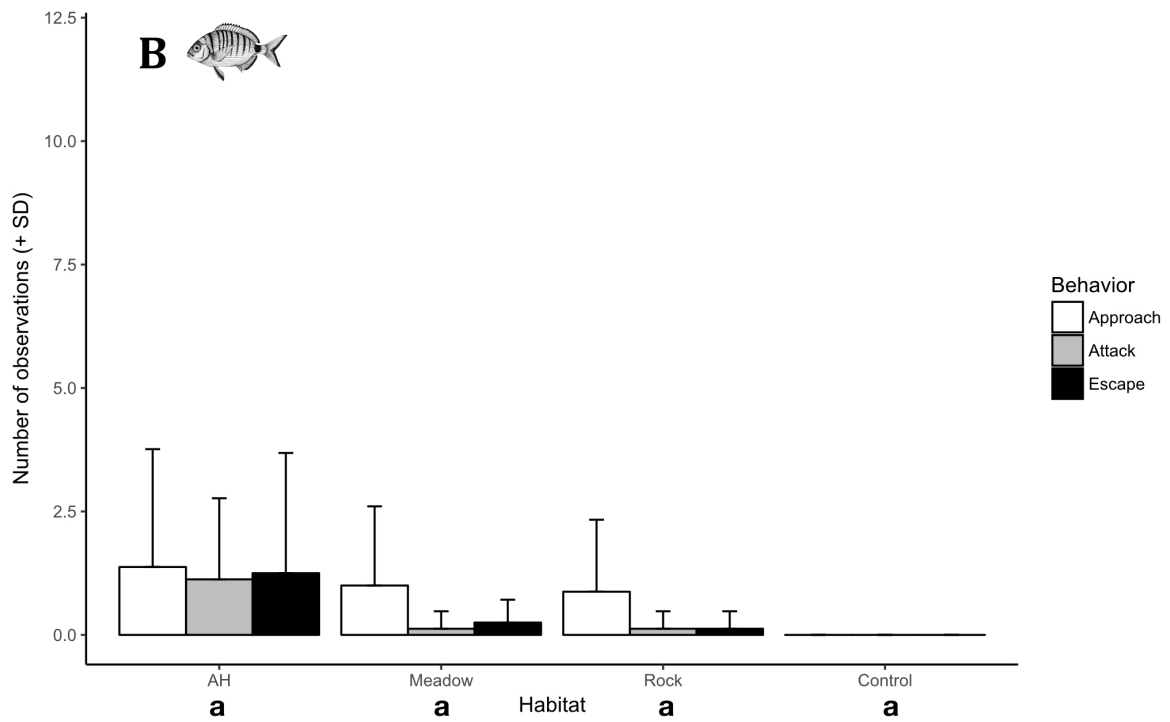 B
Number of observations (+ SD)
12.5
10.0
7.5
5.0
2.5
0.0
AH Meadow Rock Control
a a a a
Habitat
Behavior
Approach
Attack
Escape